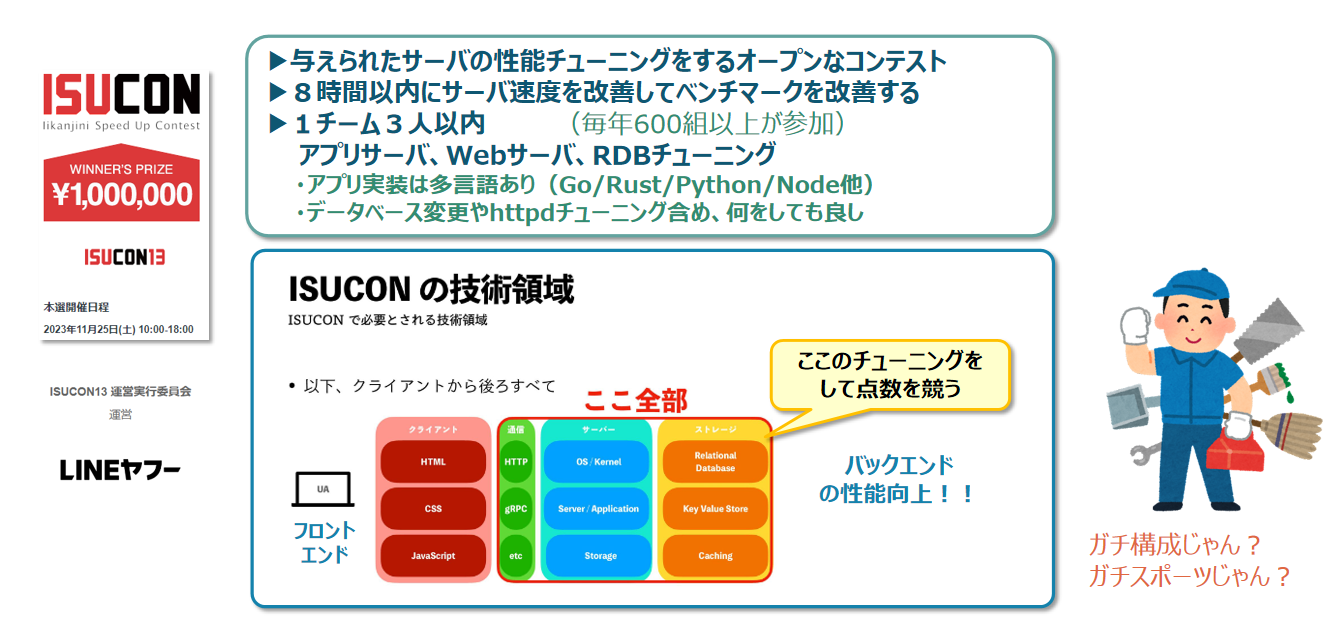 ISUCON
Iikanjini Speed Up Contest
WINNER'S PRIZE
¥1,000,000
ISUCON13
本選開催日程
2023年11月25日(土) 10:00-18:00
ISUCON13 運営実行委員会
運営
LINEヤフー
▶与えられたサーバの性能チューニングをするオープンなコンテスト
▶８時間以内にサーバ速度を改善してベンチマークを改善する
▶１チーム３人以内　　　（毎年600組以上が参加）
アプリサーバ、Webサーバ、RDBチューニング
・アプリ実装は多言語あり（Go/Rust/Python/Node他）
・データベース変更やhttpdチューニング含め、何をしても良し
ISUCON の技術領域
ISUCON で必要とされる技術領域
• 以下、クライアントから後ろすべて
ここ全部
ここのチューニングを
して点数を競う
UA
フロント
エンド
クライアント
HTML
CSS
JavaScript
通信
HTTP
gRPC
etc
サーバー
OS / Kernel
Server / Application
Storage
ストレージ
Relational
Database
Key Value Store
Caching
バックエンド
の性能向上！！
ガチ構成じゃん？
ガチスポーツじゃん？